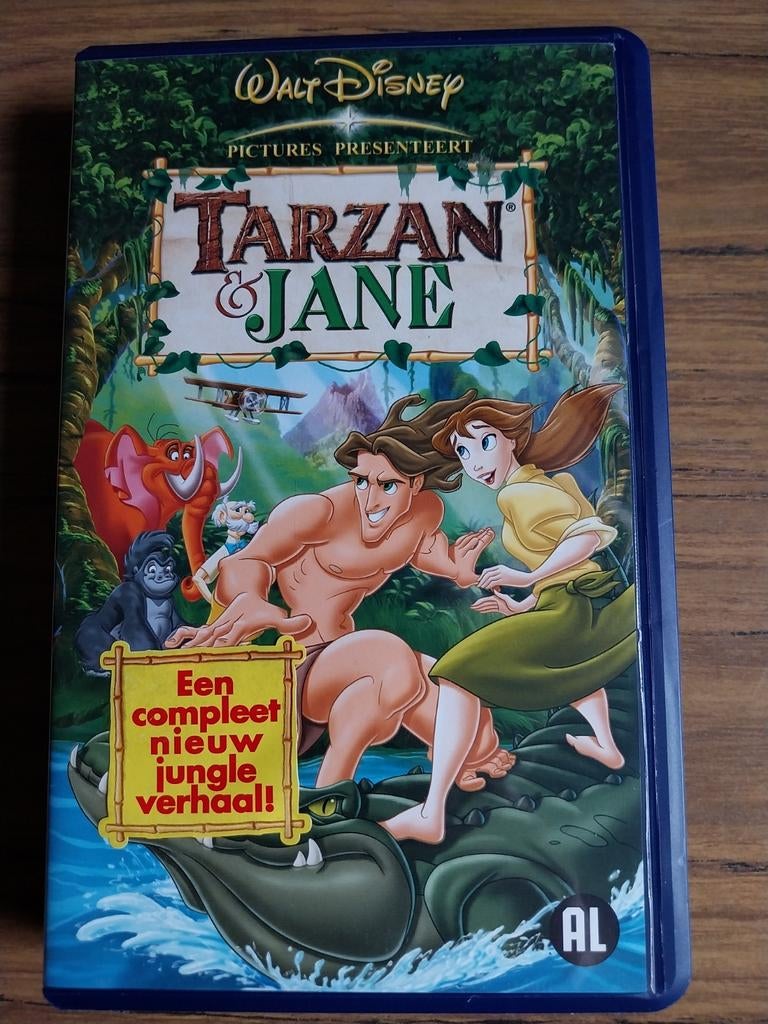 WALT DISNEY
PICTURES PRESENTEERT
TARZAN®
& JANE
Een
compleet
nieuw
jungle
verhaal!
AL